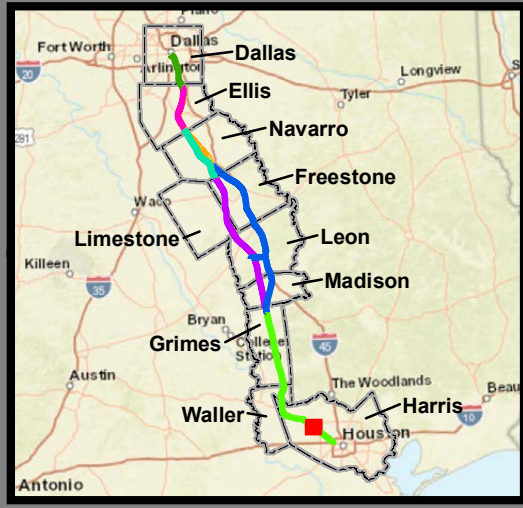 Plano
Fort Worth
Dallas
Dallas
Arlington
20
Longview
Ellis
Tyler
Navarro
281
Freestone
Waco
Limestone
Leon
Killeen
Madison
35
Bryan
Grimes
College
Station
45
Austin
The Woodlands
Waller
Harris
Beau
10
Houston
Antonio